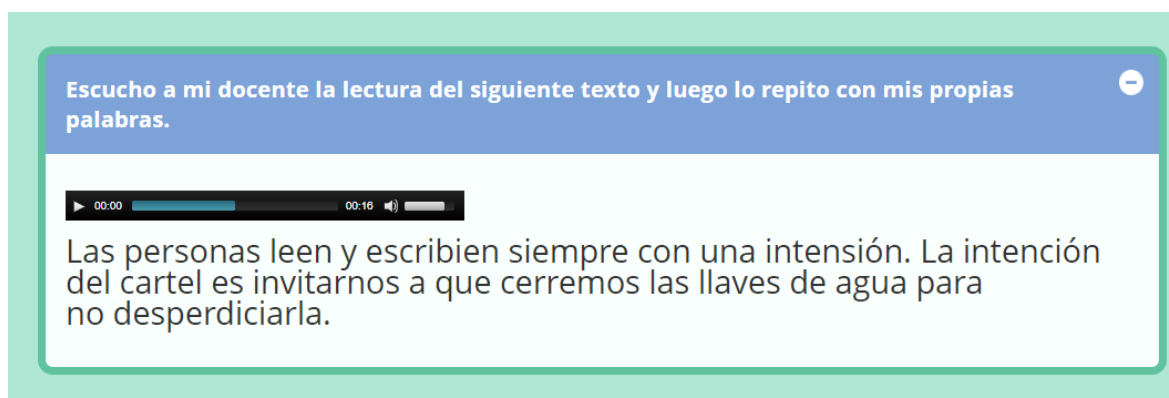 Escucho a mi docente la lectura del siguiente texto y luego lo repito con mis propias
palabras.
00:00 00:16
Las personas leen y escribien siempre con una intensión. La intención
del cartel es invitarnos a que cerremos las llaves de agua para
no desperdiciarla.